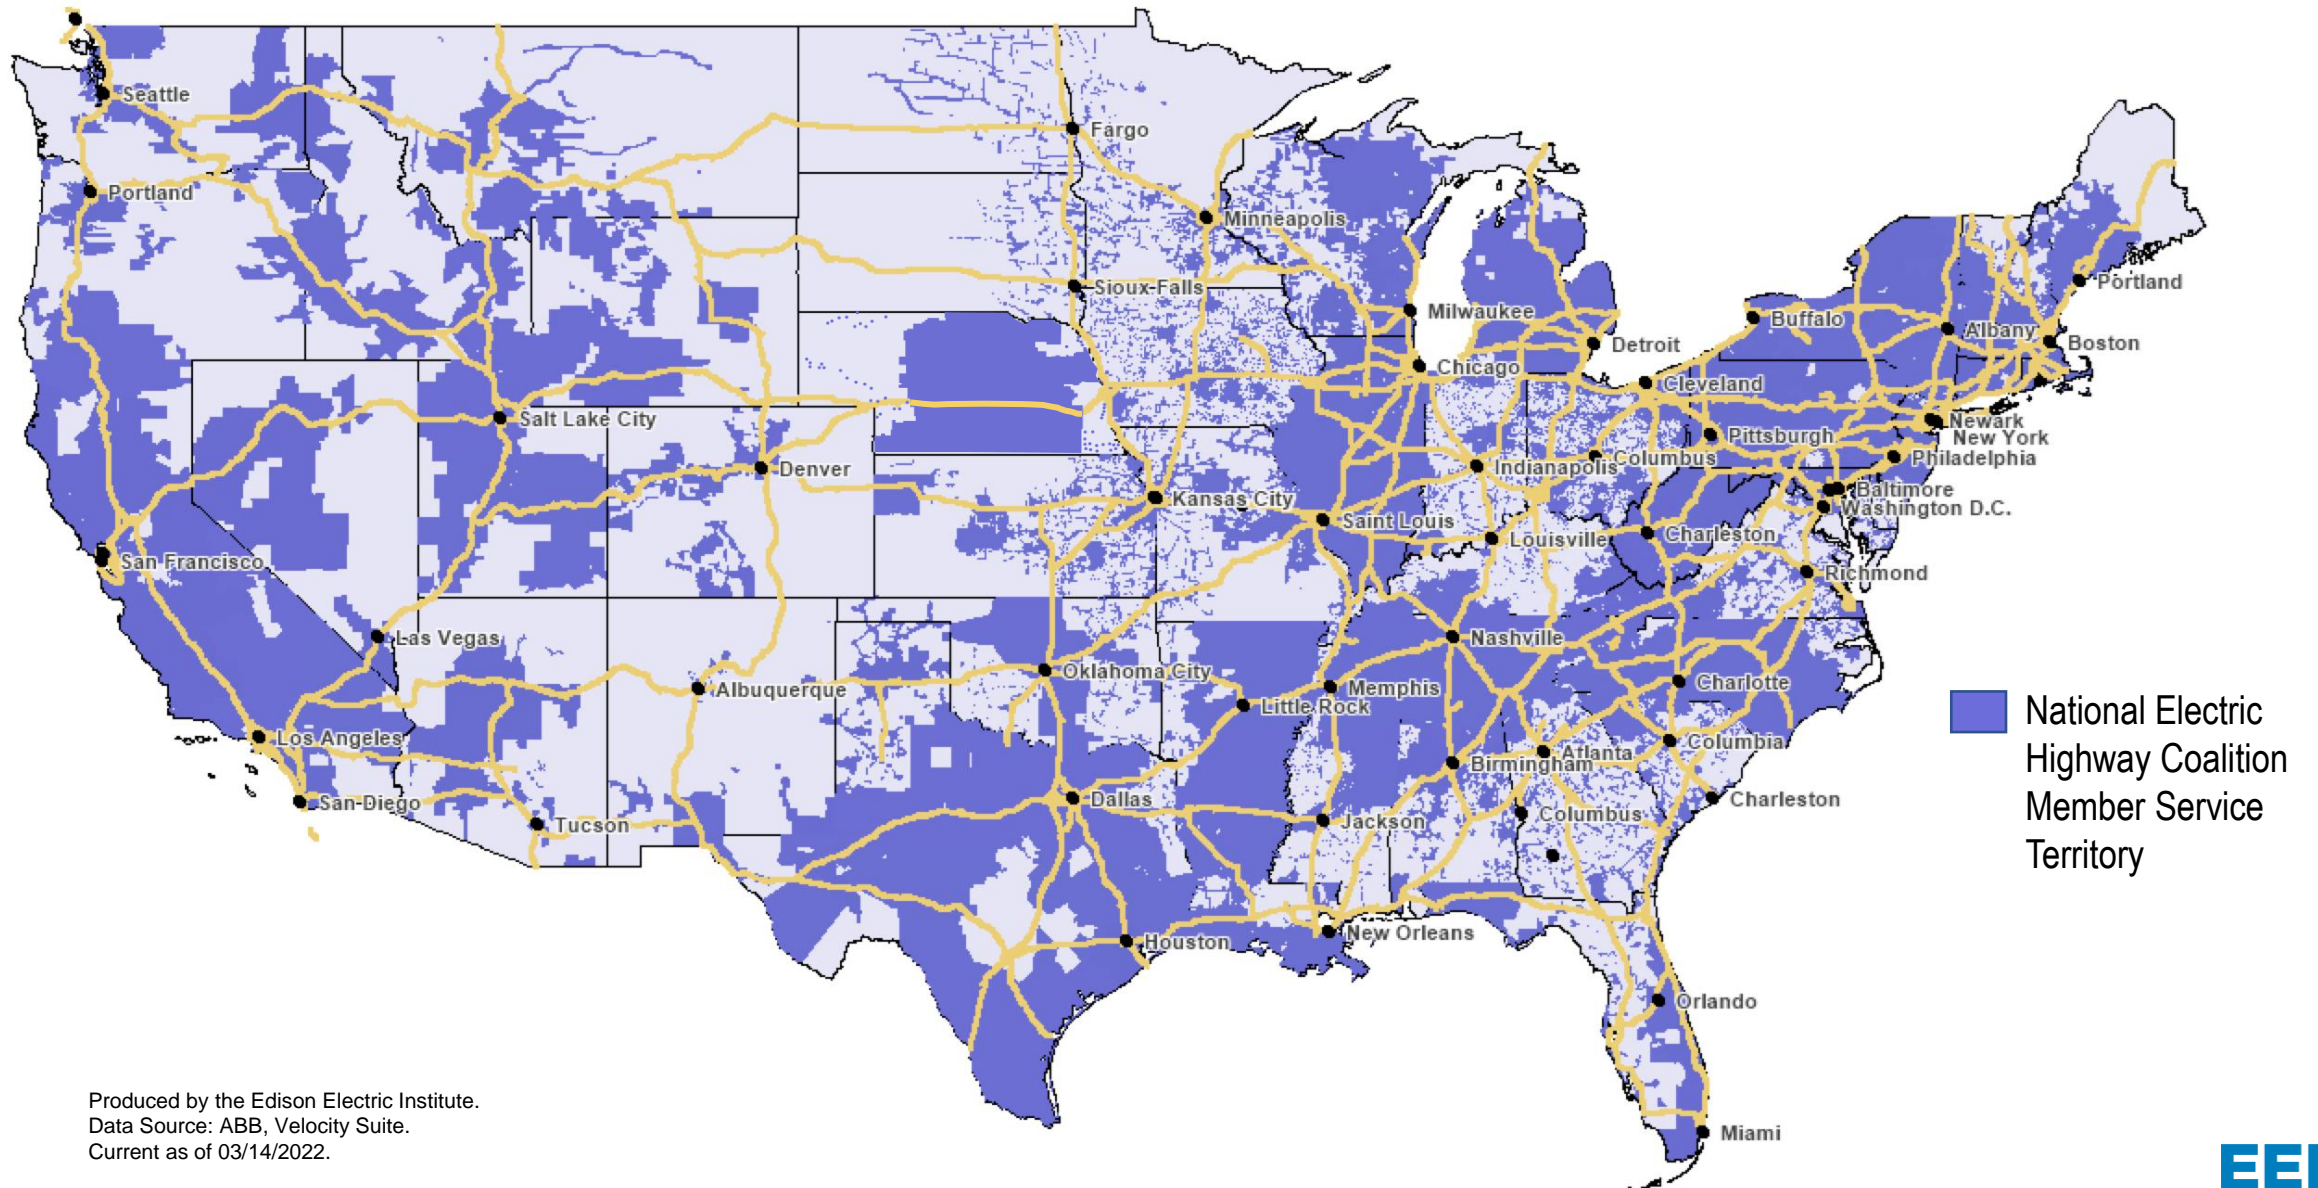 Seattle
Fargo
Portland
Minneapolis
Portland
Sioux-Falls
Milwaukee
Buffalo
Albany
Boston
Detroit
Chicago
Cleveland
Salt Lake City
Newark
New York
Pittsburgh
Columbus
Philadelphia
Denver
Indianapolis
Kansas City
Baltimore
Washington D.C.
Saint Louis
Louisville
Charleston
San Francisco
Richmond
Las Vegas
Nashville
Oklahoma City
Albuquerque
Memphis
Charlotte
Little Rock
Los Angeles
Columbia
Atlanta
Birmingham
San-Diego
Dallas
Charleston
Tucson
Jackson
Columbus
New Orleans
Houston
Orlando
Miami
National Electric
Highway Coalition
Member Service
Territory
Produced by the Edison Electric Institute.
Data Source: ABB, Velocity Suite.
Current as of 03/14/2022.
EEI